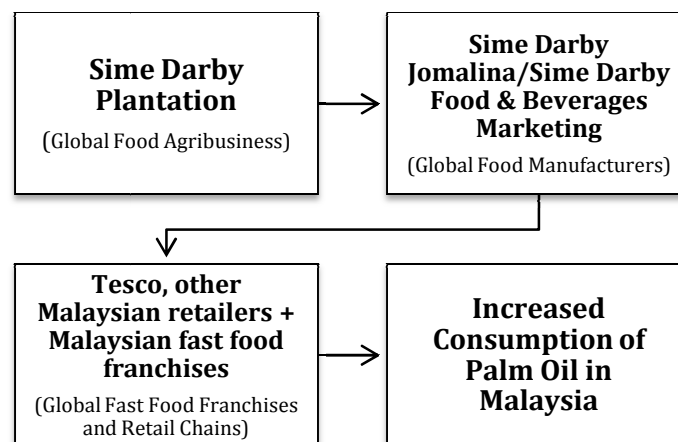 Sime Darby
Plantation
(Global Food Agribusiness)
Sime Darby
Jomalina/Sime Darby
Food & Beverages
Marketing
(Global Food Manufacturers)
Tesco, other
Malaysian retailers +
Malaysian fast food
franchises
(Global Fast Food Franchises
and Retail Chains)
Increased
Consumption of
Palm Oil in
Malaysia